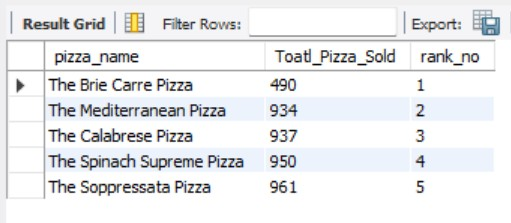 Result Grid Filter Rows: Export:
pizza_name Toatl_Pizza_Sold rank_no
The Brie Carre Pizza 490 1
The Mediterranean Pizza 934 2
The Calabrese Pizza 937 3
The Spinach Supreme Pizza 950 4
The Soppressata Pizza 961 5